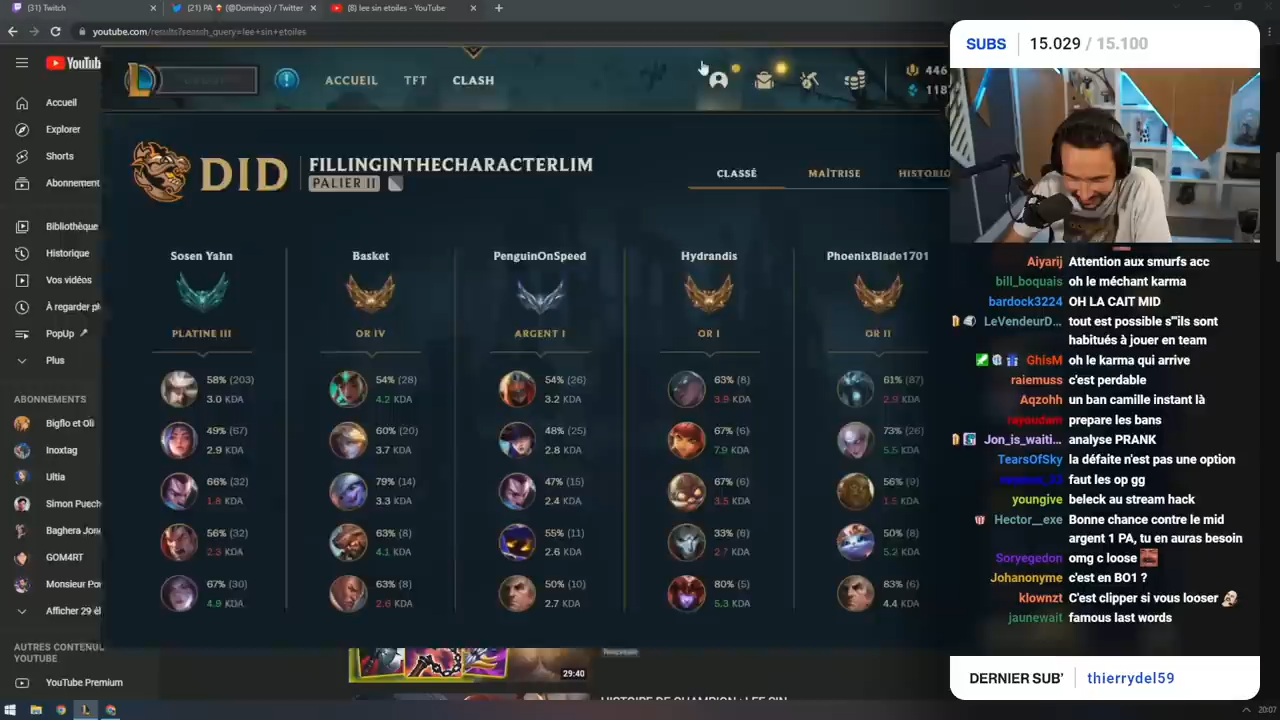 (31) Twitch
(21) PA (@Domingo) / Twitter
(8) lee sin etoiles - YouTube
youtube.com/results?search_query=lee+sin+etoiles
YouTube
ACCUEIL
TFT
CLASH
446
118
Accueil
Explorer
Shorts
Abonnement
Bibliothèque
Historique
Vos vidéos
À regarder pl
PopUp
Plus
ABONNEMENTS
Bigflo et Oli
Inoxtag
Ultia
Simon Puech
Baghera Jon
GOM4RT
Monsieur Pow
Afficher 29 él
AUTRES CONTENU
YOUTUBE
YouTube Premium
DID
FILLINGINTHECHARACTERLIM
PALIER II
CLASSÉ
MAÎTRISE
HISTORIQ
Sosen Yahn
PLATINE III
58% (203)
3.0 KDA
49% (67)
2.9 KDA
66% (32)
1.8 KDA
56% (32)
2.3 KDA
67% (30)
4.9 KDA
Basket
OR IV
54% (28)
4.2 KDA
60% (20)
3.7 KDA
79% (14)
3.3 KDA
63% (8)
4.1 KDA
63% (8)
2.6 KDA
PenguinOnSpeed
ARGENT I
54% (26)
3.2 KDA
48% (25)
2.8 KDA
47% (15)
2.4 KDA
55% (11)
2.6 KDA
50% (10)
2.7 KDA
Hydrandis
OR I
63% (8)
3.9 KDA
67% (6)
7.9 KDA
67% (6)
3.5 KDA
33% (6)
2.7 KDA
80% (5)
5.3 KDA
PhoenixBlade1701
OR II
61% (87)
2.9 KDA
73% (26)
5.5 KDA
56% (9)
1.5 KDA
50% (8)
5.2 KDA
83% (6)
4.4 KDA
29:40
HISTOIRE DE CHAMPION : LEE SIN
SUBS 15.029 / 15.100
Aiyarij Attention aux smurfs acc
bill_boquais oh le méchant karma
bardock3224 OH LA CAIT MID
LeVendeurD... tout est possible s'"ils sont
habitués à jouer en team
GhisM oh le karma qui arrive
raiemuss c'est perdable
Aqzohh un ban camille instant là
rayoudam prepare les bans
Jon_is_waiti... analyse PRANK
TearsOfSky la défaite n'est pas une option
faut les op gg
youngive beleck au stream hack
Hector__exe Bonne chance contre le mid
argent 1 PA, tu en auras besoin
Soryegedon omg c loose
Johanonyme c'est en BO1 ?
klownzt C'est clipper si vous looser
jaunewait famous last words
DERNIER SUB' thierrydel59
20:07